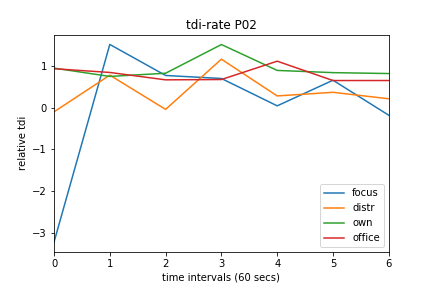 tdi-rate P02
relative tdi
1
0
−1
−2
−3
0 1 2 3 4 5 6
time intervals (60 secs)
focus
distr
own
office